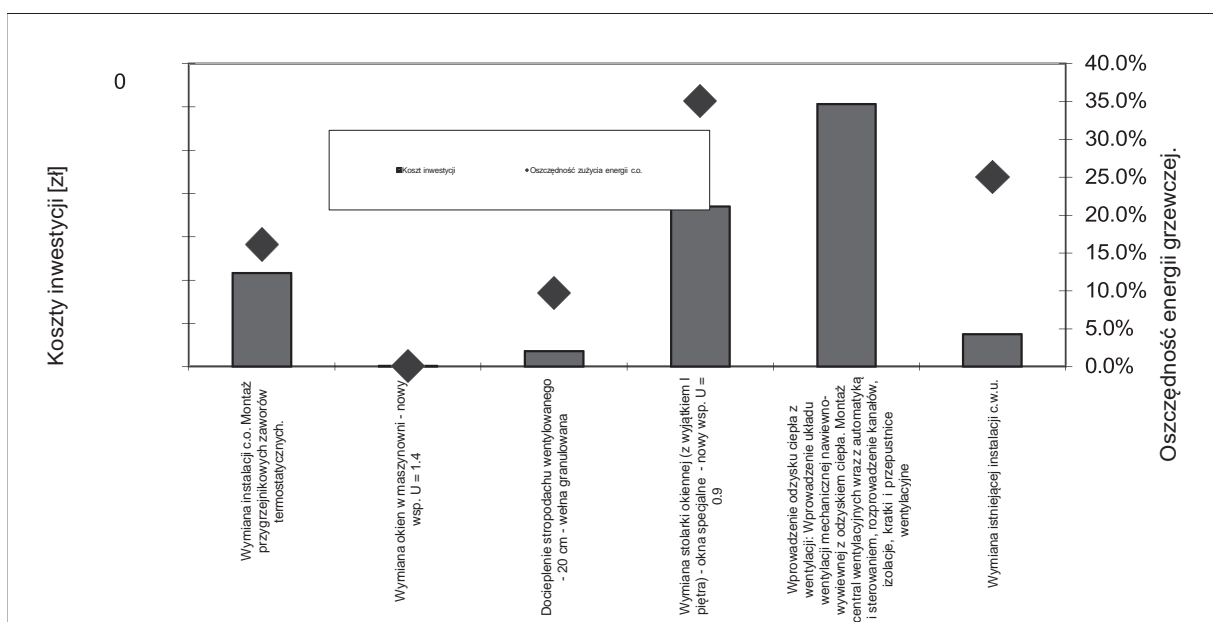 0
40.0%
35.0%
30.0%
25.0%
20.0%
15.0%
10.0%
5.0%
0.0%
Koszty inwestycji [zł]
Oszczędność energii grzewczej.
Koszt inwestycji
Oszczędność zużycia energii c.o.
Wymiana instalacji c.o. Montaż
przygrzejnikowych zaworów
termostatycznych.
Wymiana okien w maszynowni - nowy
wsp. U = 1.4
Docieplenie stropodachu wentylowanego
- 20 cm - wełna granulowana
Wymiana stolarki okiennej (z wyjątkiem I
piętra) - okna specjalne - nowy wsp. U =
0.9
Wprowadzenie odzysku ciepła z
wentylacji: Wprowadzenie układu
wentylacji mechanicznej nawiewno-
wywiewnej z odzyskiem ciepła. Montaż
central wentylacyjnych wraz z automatyką
i sterowaniem, rozprowadzenie kanałów,
izolacje, kratki i przepustnice
wentylacyjne
Wymiana istniejącej instalacji c.w.u.